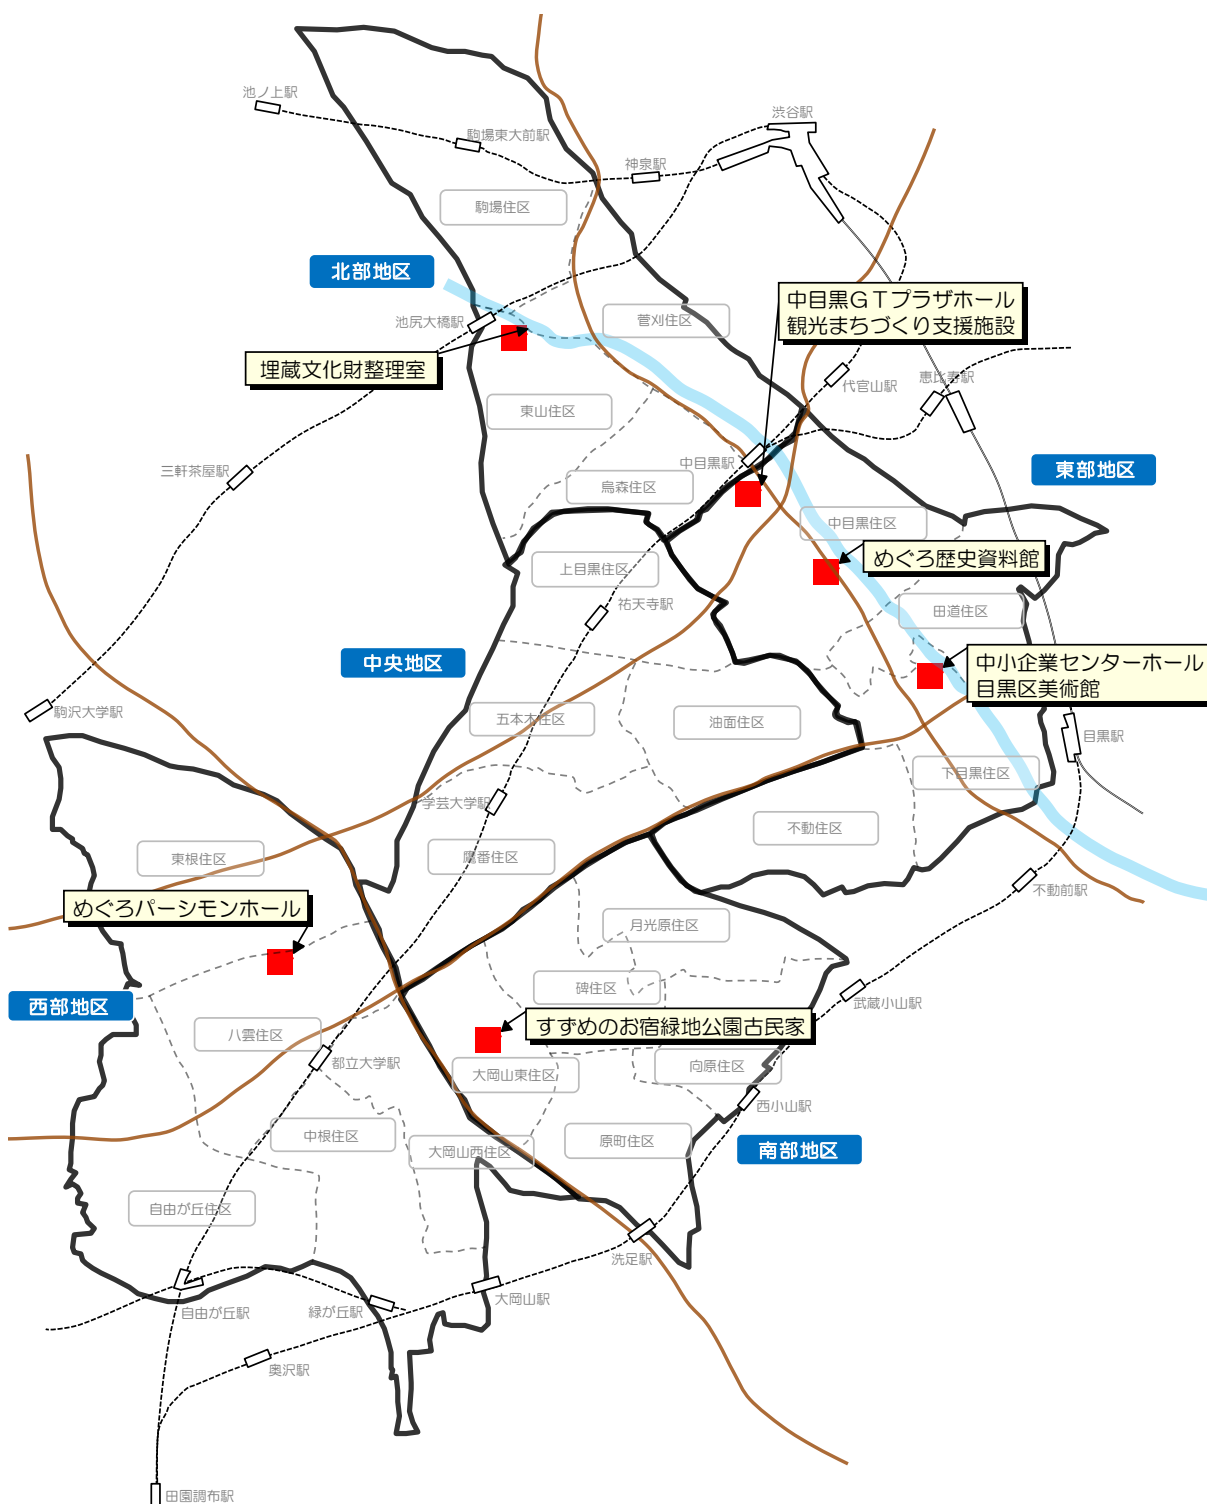 池ノ上駅
渋谷駅
駒場東大前駅
神泉駅
駒場住区
北部地区
中目黒GTプラザホール
観光まちづくり支援施設
池尻大橋駅
菅刈住区
埋蔵文化財整理室
代官山駅
恵比寿駅
東山住区
中目黒駅
三軒茶屋駅
東部地区
烏森住区
中目黒住区
めぐろ歴史資料館
上目黒住区
祐天寺駅
田道住区
中央地区
中小企業センターホール
目黒区美術館
駒沢大学駅
五本木住区
油面住区
目黒駅
下目黒住区
学芸大学駅
不動住区
東根住区
鷹番住区
不動前駅
めぐろパーシモンホール
月光原住区
碑住区
西部地区
武蔵小山駅
すずめのお宿緑地公園古民家
八雲住区
都立大学駅
大岡山東住区
向原住区
西小山駅
中根住区
大岡山西住区
原町住区
南部地区
自由が丘住区
洗足駅
自由が丘駅
緑が丘駅
大岡山駅
奥沢駅
田園調布駅